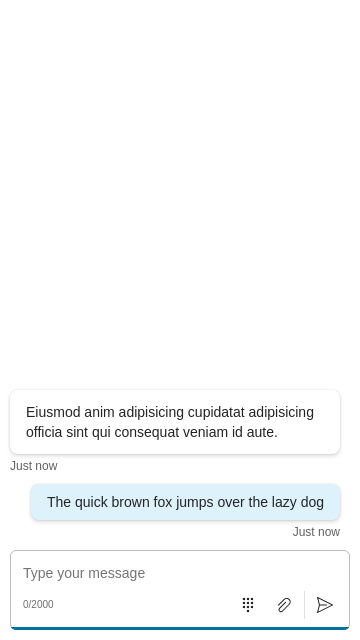 Eiusmod anim adipisicing cupidatat adipisicing
officia sint qui consequat veniam id aute.
Just now
The quick brown fox jumps over the lazy dog
Just now
Type your message
0/2000